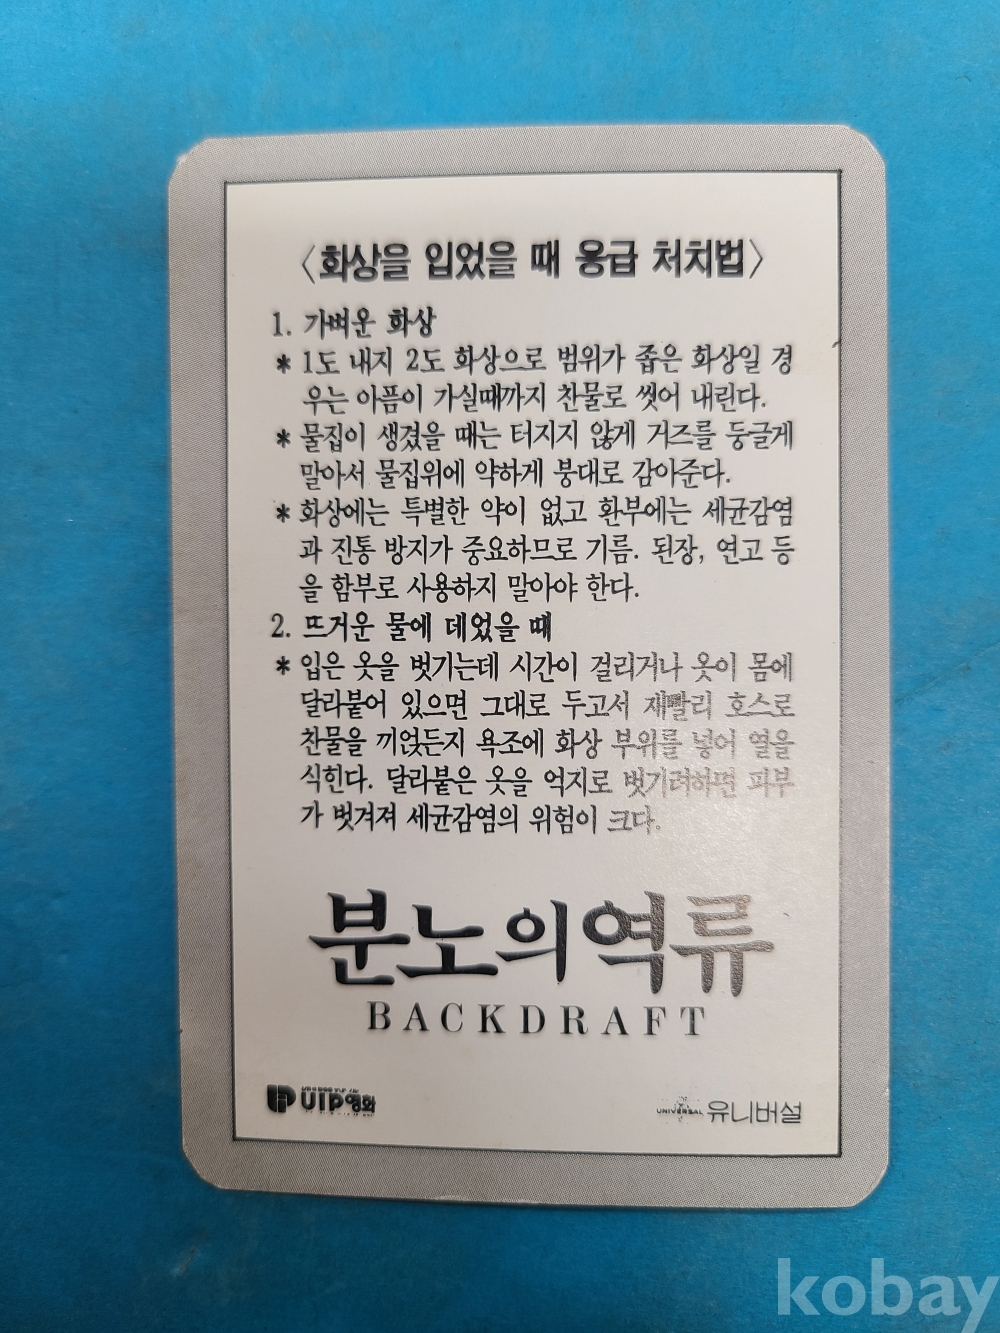 〈화상을 입었을 때 응급 처치법〉
1. 가벼운 화상
* 1도 내지 2도 화상으로 범위가 좁은 화상일 경
우는 아픔이 가실때까지 찬물로 씻어 내린다.
* 물집이 생겼을 때는 터지지 않게 거즈를 둥글게
말아서 물집위에 약하게 붕대로 감아준다.
* 화상에는 특별한 약이 없고 환부에는 세균감염
과 진통 방지가 중요하므로 기름. 된장, 연고 등
을 함부로 사용하지 말아야 한다.
2. 뜨거운 물에 데었을 때
* 입은 옷을 벗기는데 시간이 걸리거나 옷이 몸에
달라붙어 있으면 그대로 두고서 재빨리 호스로
찬물을 끼얹든지 욕조에 화상 부위를 넣어 열을
식힌다. 달라붙은 옷을 억지로 벗기려하면 피부
가 벗겨져 세균감염의 위험이 크다.
분노의역류
BACKDRAFT
UIP영화
UNIVERSAL 유니버설
kobay